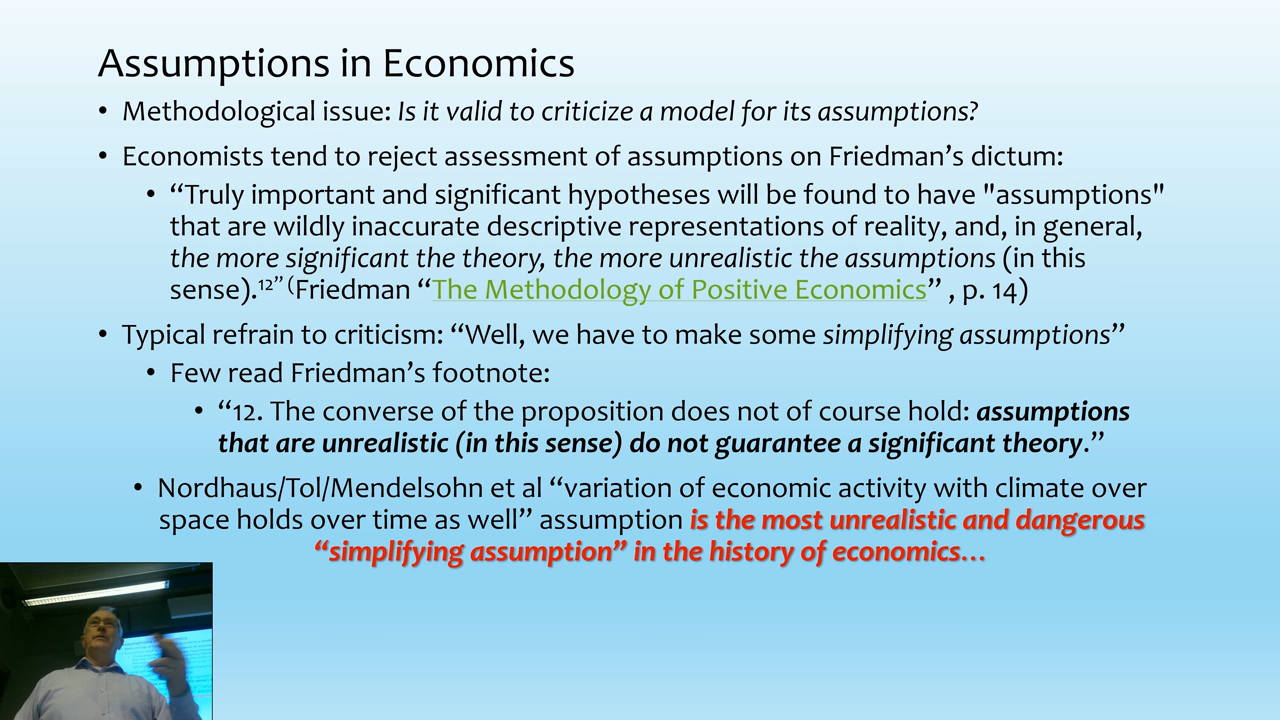 Assumptions in Economics
• Methodological issue: Is it valid to criticize a model for its assumptions?
• Economists tend to reject assessment of assumptions on Friedman’s dictum:
• “Truly important and significant hypotheses will be found to have "assumptions"
that are wildly inaccurate descriptive representations of reality, and, in general,
the more significant the theory, the more unrealistic the assumptions (in this
sense).12” (Friedman “The Methodology of Positive Economics” , p. 14)
• Typical refrain to criticism: “Well, we have to make some simplifying assumptions”
• Few read Friedman’s footnote:
• “12. The converse of the proposition does not of course hold: assumptions
that are unrealistic (in this sense) do not guarantee a significant theory.”
• Nordhaus/Tol/Mendelsohn et al “variation of economic activity with climate over
space holds over time as well” assumption is the most unrealistic and dangerous
“simplifying assumption” in the history of economics…